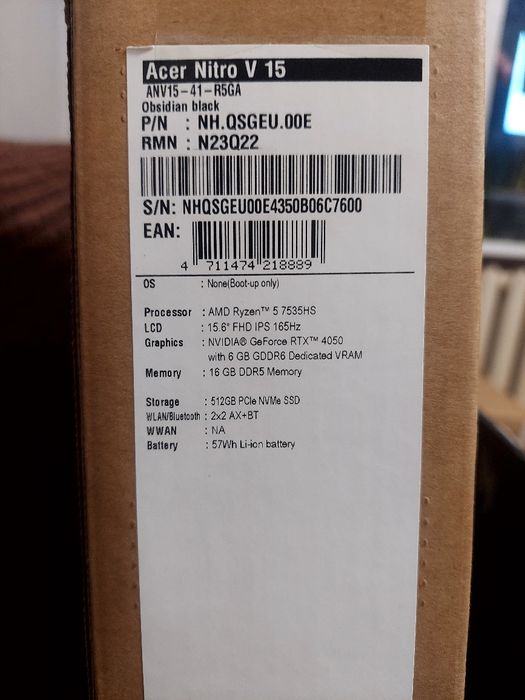 Acer Nitro V 15
ANV15-41-R5GA
Obsidian black
P/N : NH.QSGEU.00E
RMN : N23Q22
S/N: NHQSGEU00E4350B06C7600
EAN:
4 711474 218889
OS : None(Boot-up only)
Processor : AMD Ryzen™ 5 7535HS
LCD : 15.6" FHD IPS 165Hz
Graphics : NVIDIA® GeForce RTX™ 4050
with 6 GB GDDR6 Dedicated VRAM
Memory : 16 GB DDR5 Memory
Storage : 512GB PCIe NVMe SSD
WLAN/Bluetooth : 2x2 AX+BT
WWAN : NA
Battery : 57Wh Li-ion battery